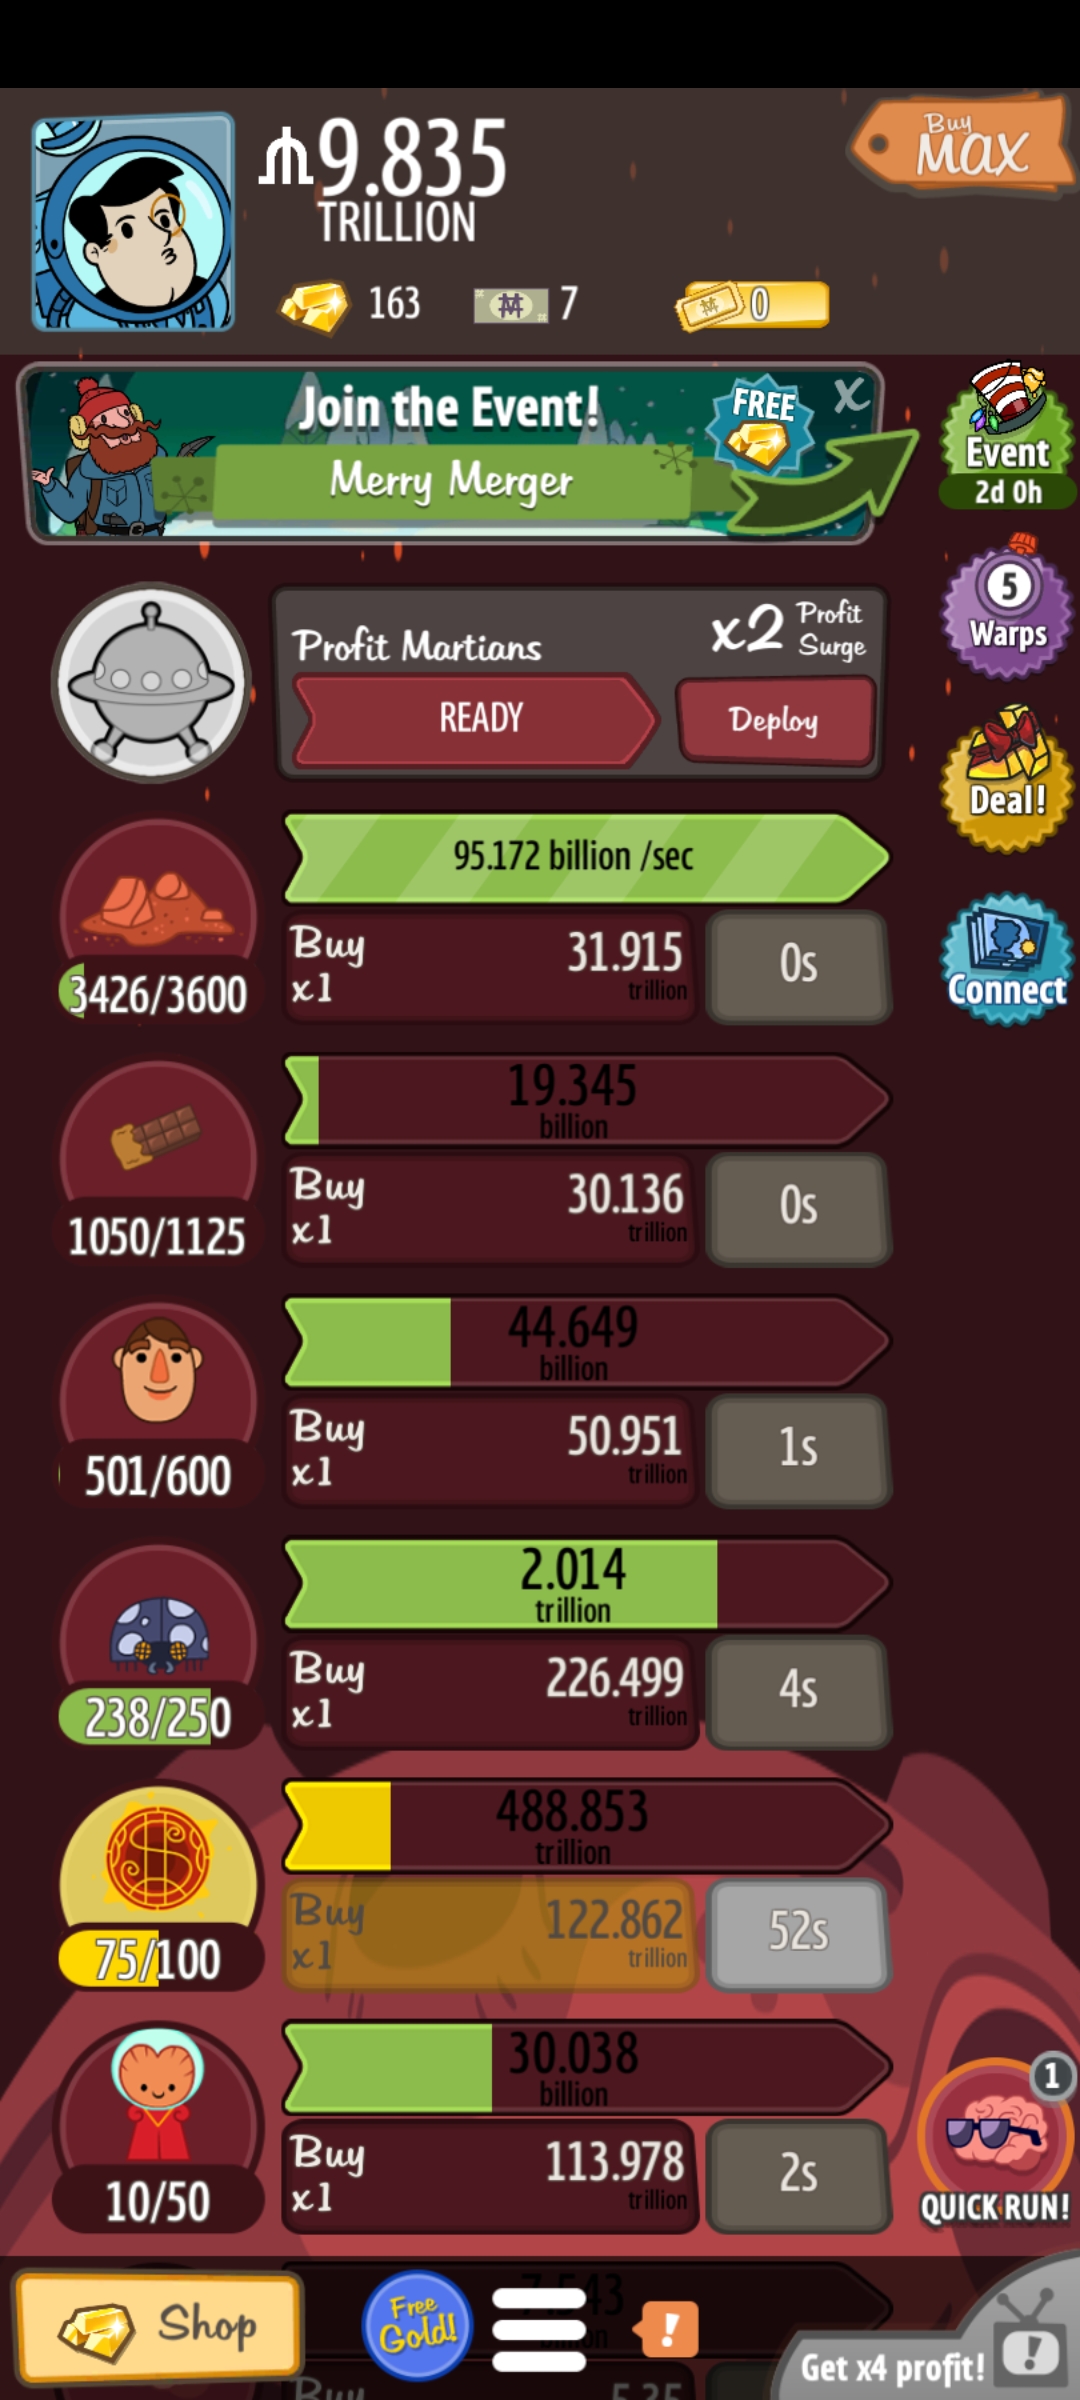 9.835
TRILLION
Buy
MAX
163
7
0
Join the Event!
Merry Merger
FREE
X
Event
2d 0h
Profit Martians
x2 Profit Surge
READY
Deploy
5
Warps
Deal!
Connect
95.172 billion /sec
Buy x1
31.915
trillion
0s
3426/3600
19.345
billion
Buy x1
30.136
trillion
0s
1050/1125
44.649
billion
Buy x1
50.951
trillion
1s
501/600
2.014
trillion
Buy x1
226.499
trillion
4s
238/250
488.853
trillion
Buy x1
122.862
trillion
52s
75/100
30.038
billion
Buy x1
113.978
trillion
2s
10/50
1
QUICK RUN!
Shop
Free Gold!
!
Get x4 profit!
!
Buy
5.35